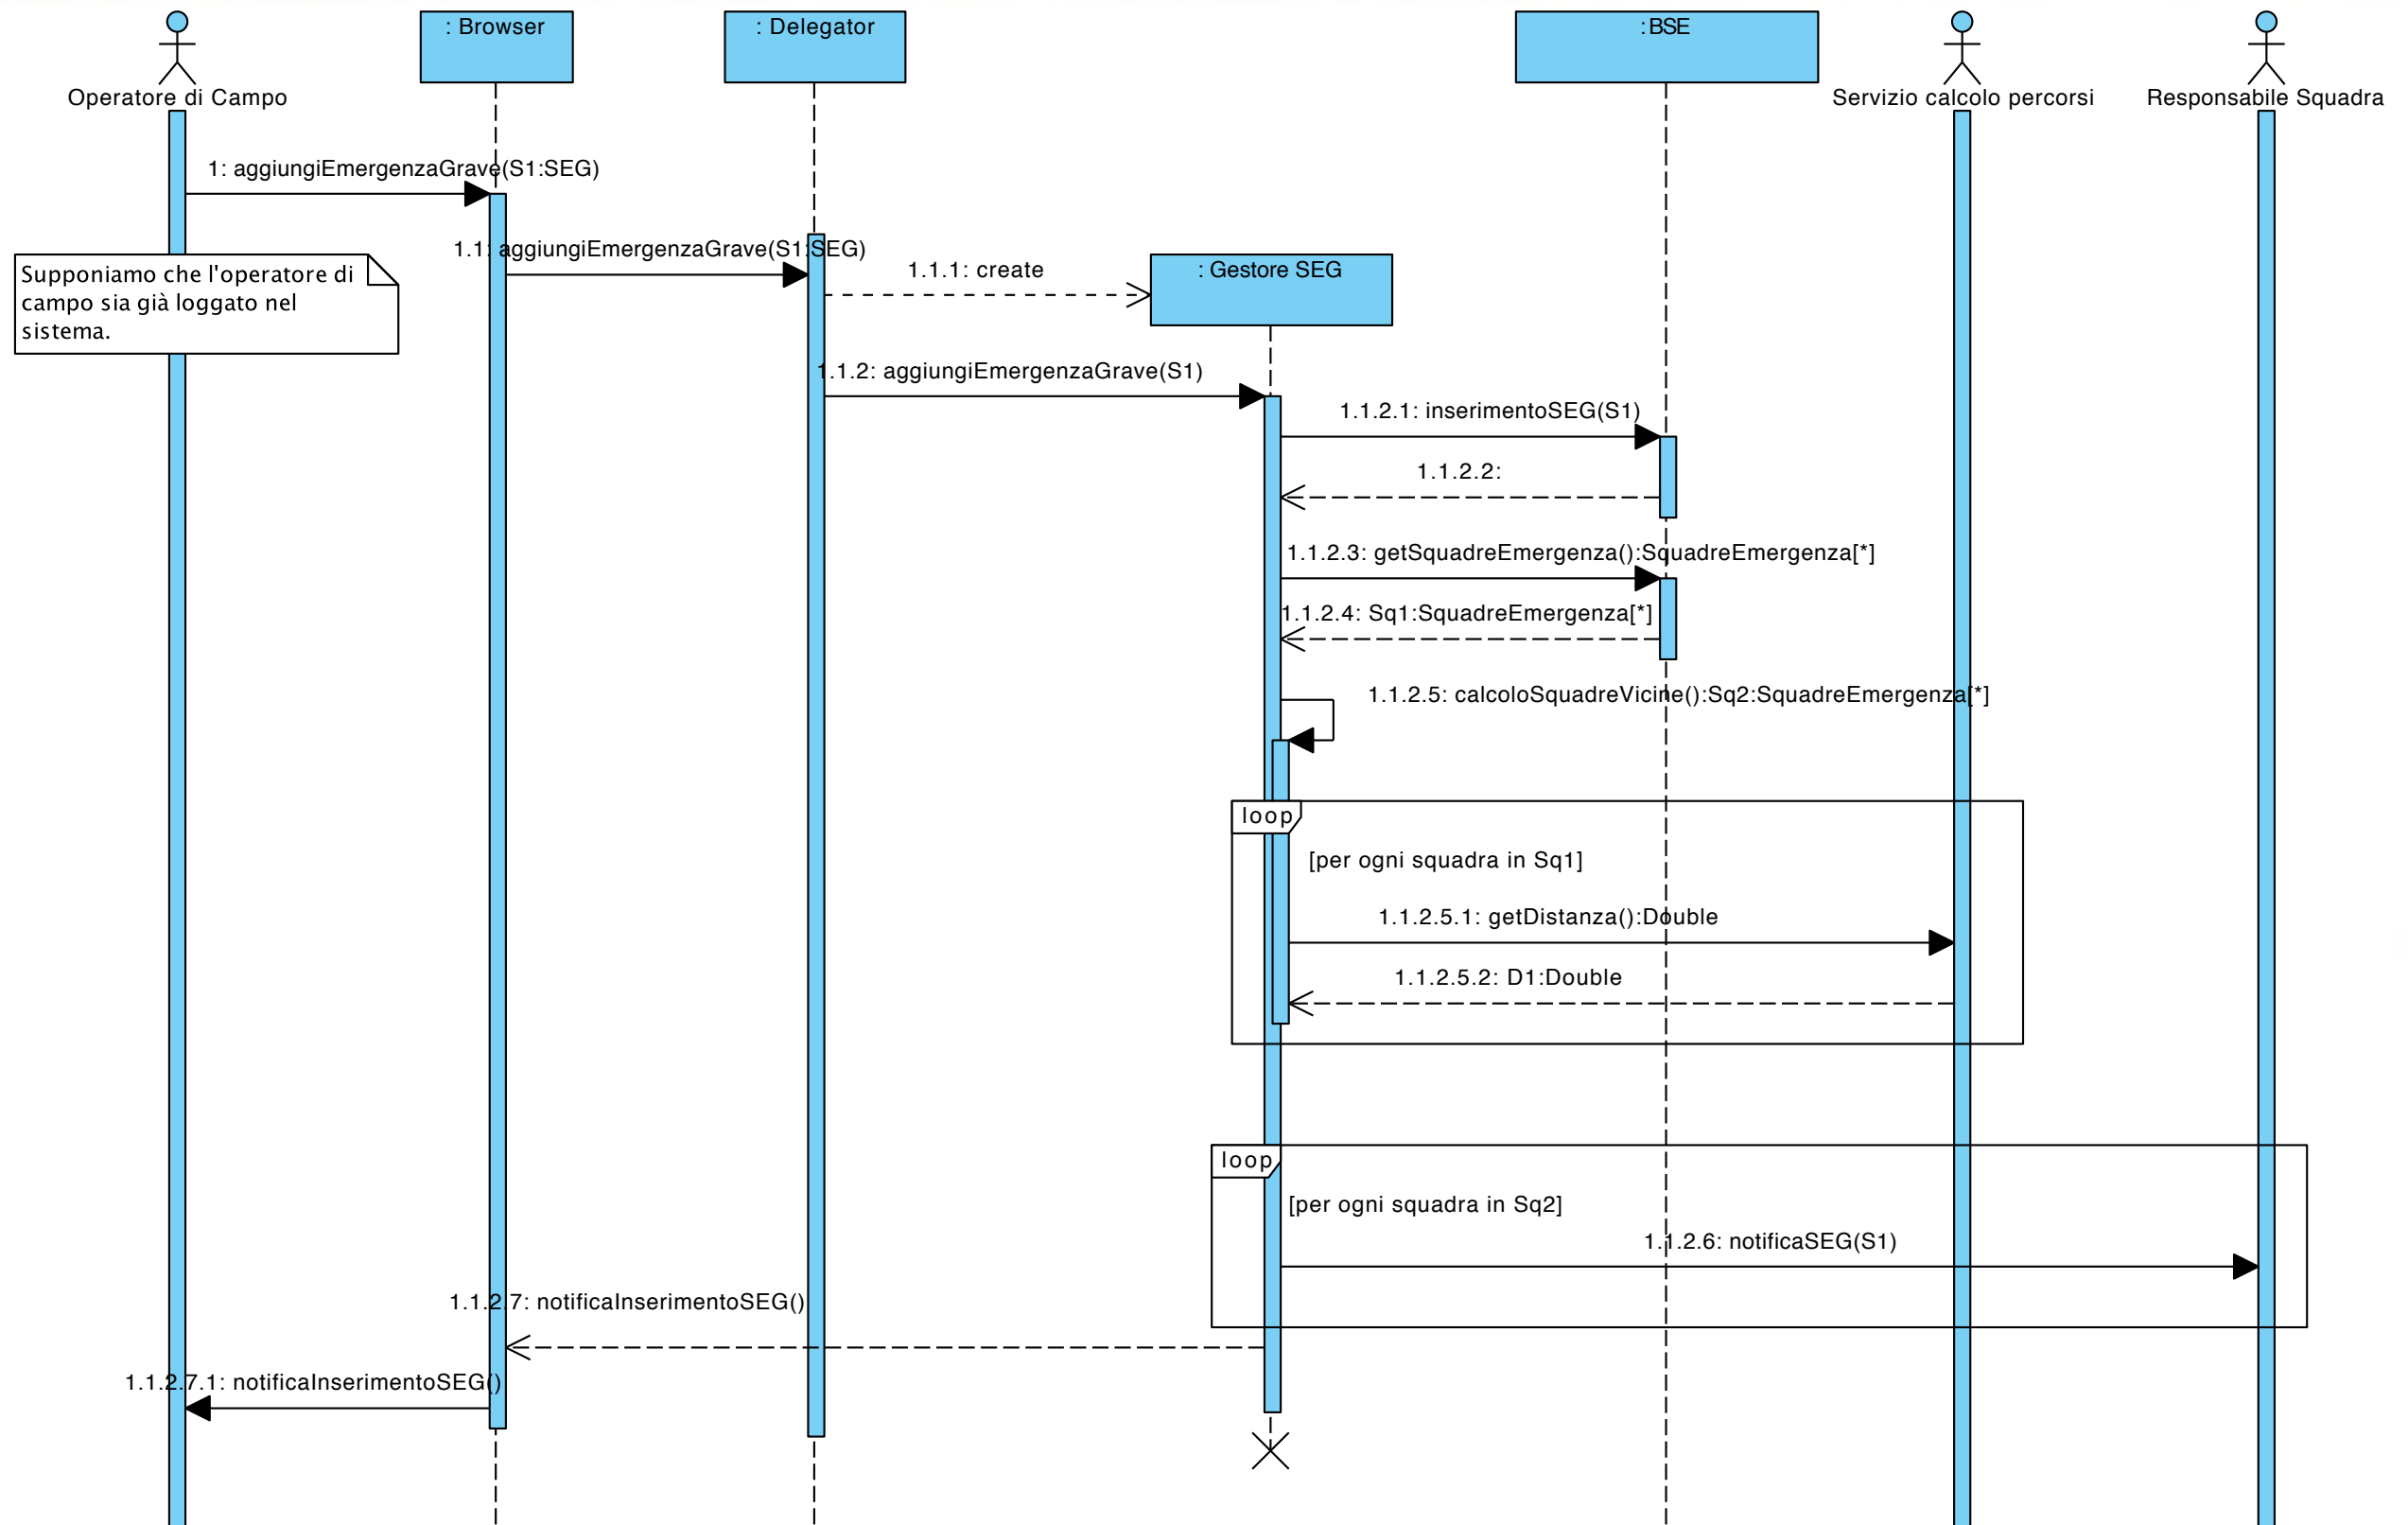 : Browser
: Delegator
:BSE
Operatore di Campo
Servizio calcolo percorsi
Responsabile Squadra
1: aggiungiEmergenzaGrave(S1:SEG)
1.1: aggiungiEmergenzaGrave(S1:SEG)
Supponiamo che l'operatore di
campo sia già loggato nel
sistema.
1.1.1: create
: Gestore SEG
1.1.2: aggiungiEmergenzaGrave(S1)
1.1.2.1: inserimentoSEG(S1)
1.1.2.2:
1.1.2.3: getSquadreEmergenza():SquadreEmergenza[*]
1.1.2.4: Sq1:SquadreEmergenza[*]
1.1.2.5: calcoloSquadreVicine():Sq2:SquadreEmergenza[*]
loop
[per ogni squadra in Sq1]
1.1.2.5.1: getDistanza():Double
1.1.2.5.2: D1:Double
loop
[per ogni squadra in Sq2]
1.1.2.6: notificaSEG(S1)
1.1.2.7: notificaInserimentoSEG()
1.1.2.7.1: notificaInserimentoSEG()